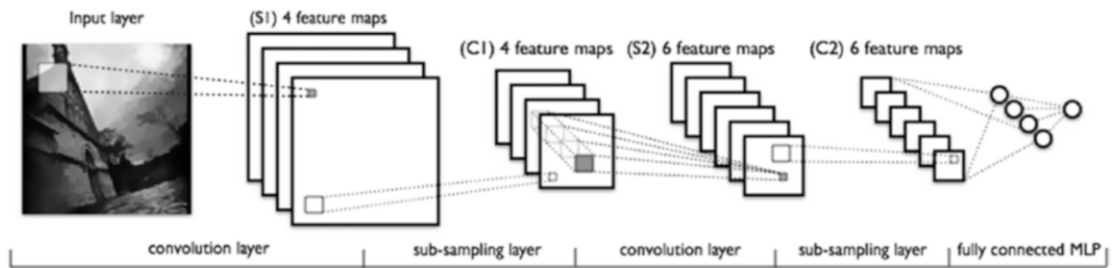 Input layer
(S1) 4 feature maps
(C1) 4 feature maps
(S2) 6 feature maps
(C2) 6 feature maps
convolution layer
sub-sampling layer
convolution layer
sub-sampling layer
fully connected MLP